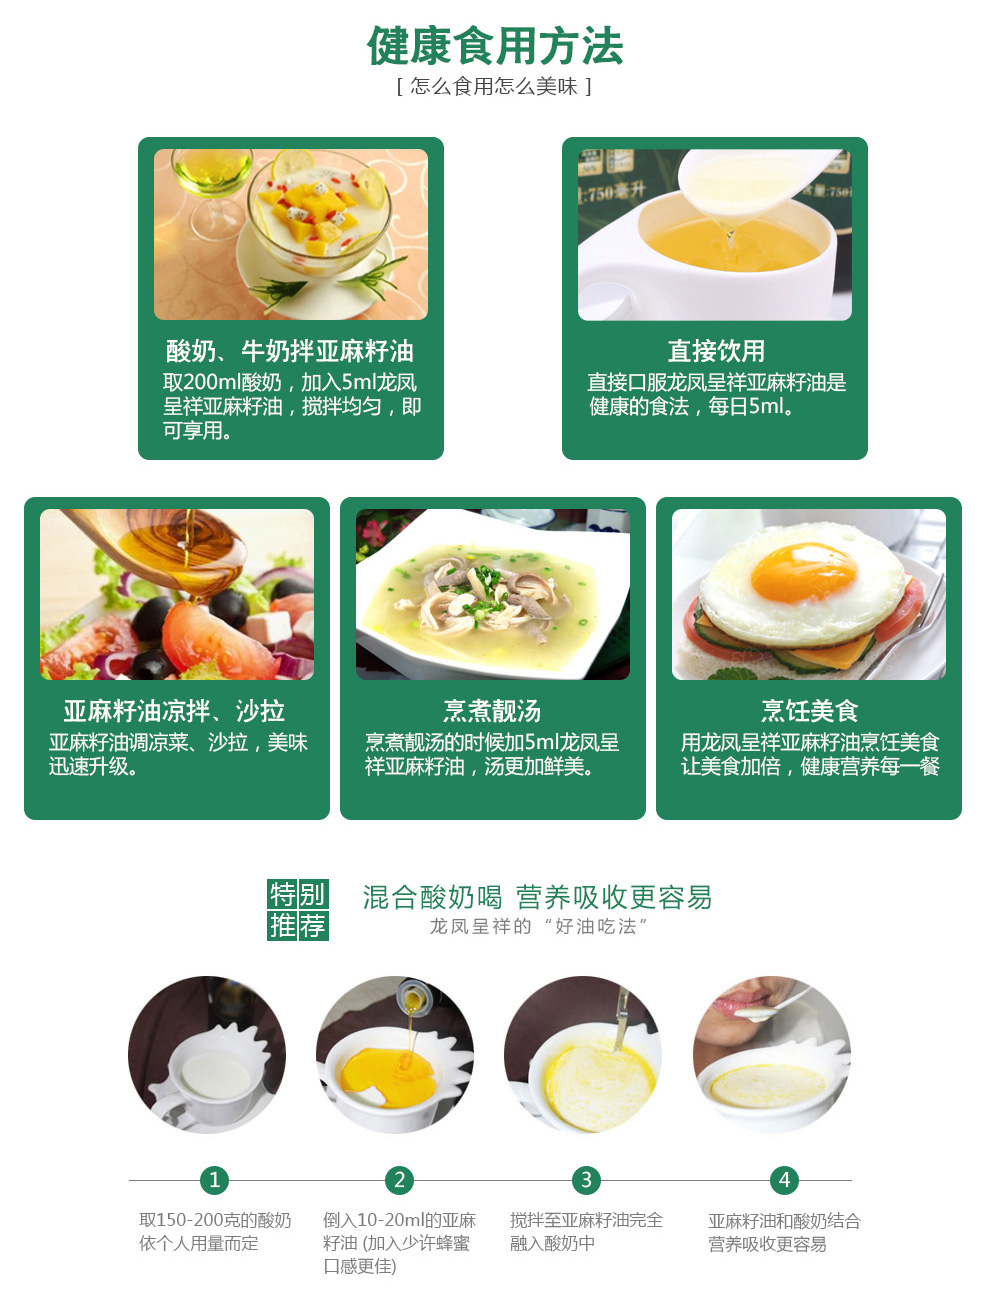 健康食用方法
[ 怎么食用怎么美味 ]
:750毫升
酸奶、牛奶拌亚麻籽油
取200ml酸奶，加入5ml龙凤
呈祥亚麻籽油，搅拌均匀，即
可享用。
直接饮用
直接口服龙凤呈祥亚麻籽油是
健康的食法，每日5ml。
亚麻籽油凉拌、沙拉
亚麻籽油调凉菜、沙拉，美味
迅速升级。
烹煮靓汤
烹煮靓汤的时候加5ml龙凤呈
祥亚麻籽油，汤更加鲜美。
烹饪美食
用龙凤呈祥亚麻籽油烹饪美食
让美食加倍，健康营养每一餐
特别
推荐
混合酸奶喝 营养吸收更容易
龙凤呈祥的“好油吃法”
1
2
3
4
取150-200克的酸奶
依个人用量而定
倒入10-20ml的亚麻
籽油 (加入少许蜂蜜
口感更佳)
搅拌至亚麻籽油完全
融入酸奶中
亚麻籽油和酸奶结合
营养吸收更容易